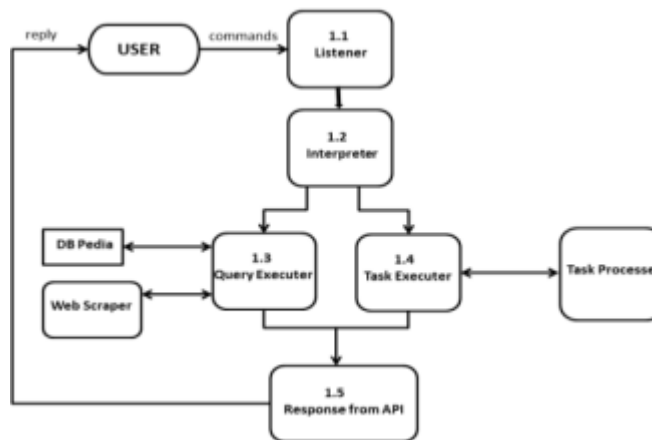 reply
USER
commands
1.1
Listener
1.2
Interpreter
DB Pedia
1.3
Query Executer
1.4
Task Executer
Task Processe
Web Scraper
1.5
Response from API